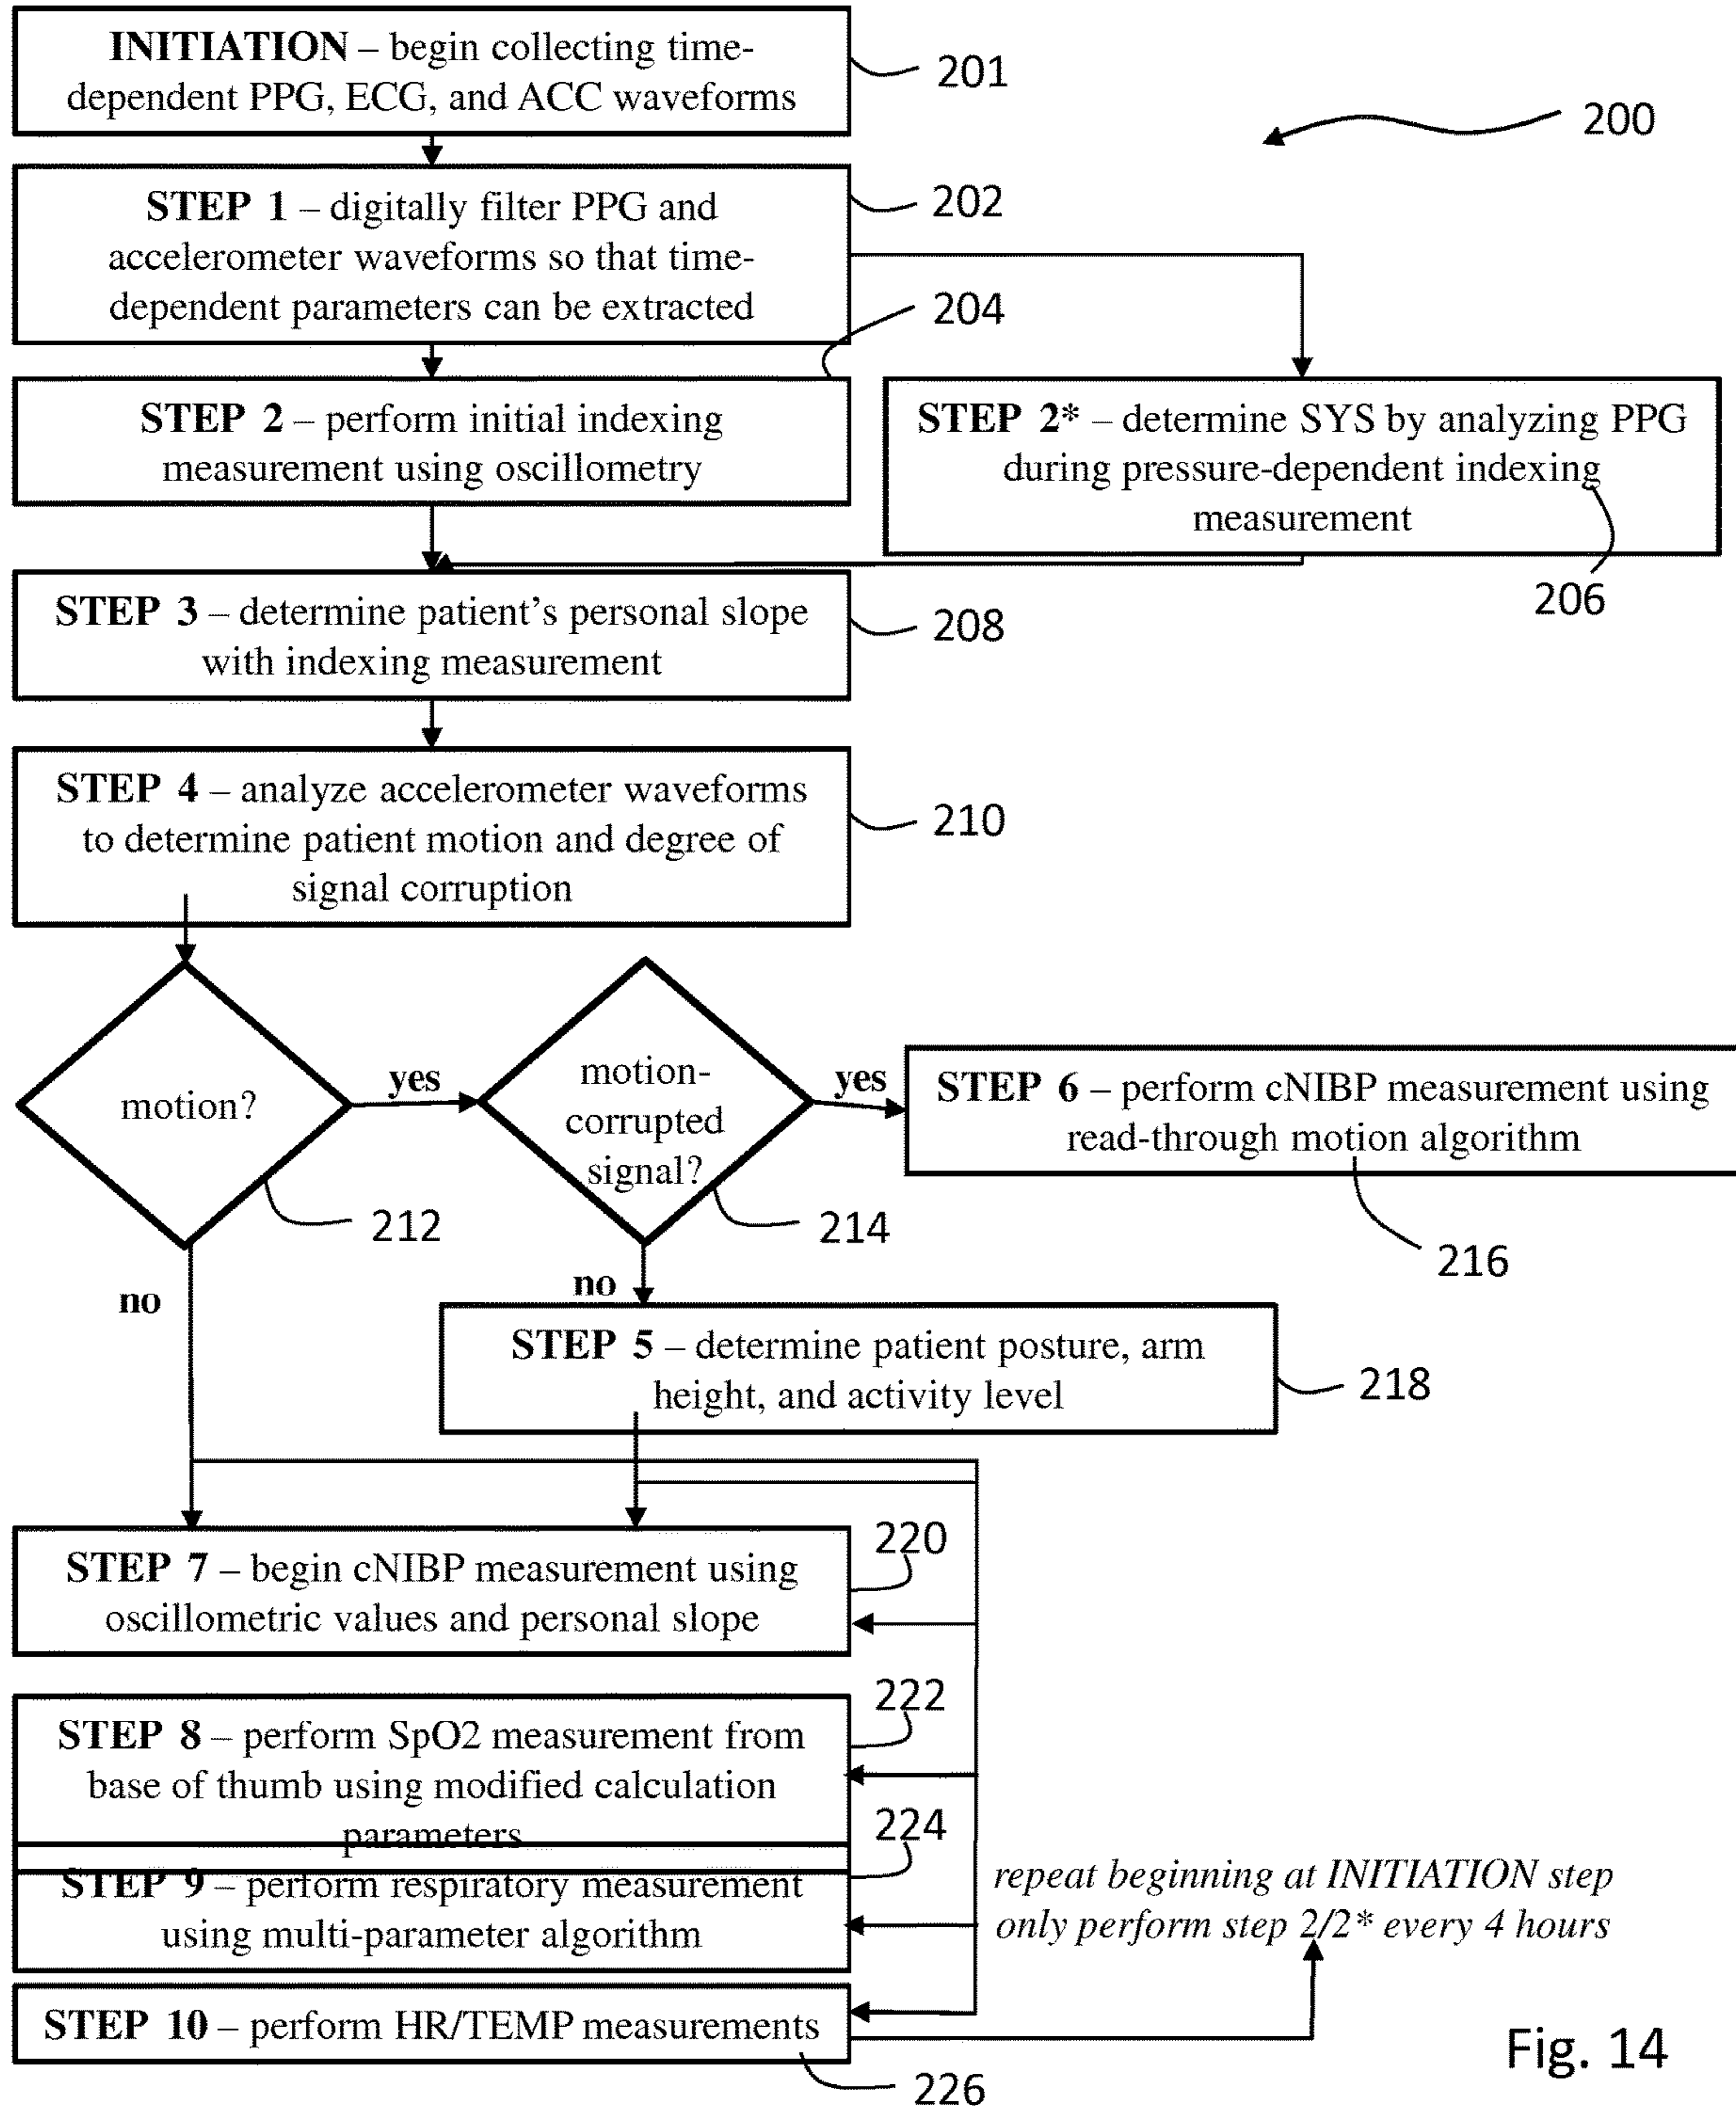 INITIATION – begin collecting time-
dependent PPG, ECG, and ACC waveforms
201
200
STEP 1 – digitally filter PPG and
accelerometer waveforms so that time-
dependent parameters can be extracted
202
204
STEP 2 – perform initial indexing
measurement using oscillometry
STEP 2* – determine SYS by analyzing PPG
during pressure-dependent indexing
measurement
206
STEP 3 – determine patient's personal slope
with indexing measurement
208
STEP 4 – analyze accelerometer waveforms
to determine patient motion and degree of
signal corruption
210
motion?
yes
212
no
motion-
corrupted
signal?
yes
214
no
STEP 6 – perform cNIBP measurement using
read-through motion algorithm
216
STEP 5 – determine patient posture, arm
height, and activity level
218
STEP 7 – begin cNIBP measurement using
oscillometric values and personal slope
220
STEP 8 – perform SpO2 measurement from
base of thumb using modified calculation
parameters
222
STEP 9 – perform respiratory measurement
using multi-parameter algorithm
224
repeat beginning at INITIATION step
only perform step 2/2* every 4 hours
STEP 10 – perform HR/TEMP measurements
226
Fig. 14